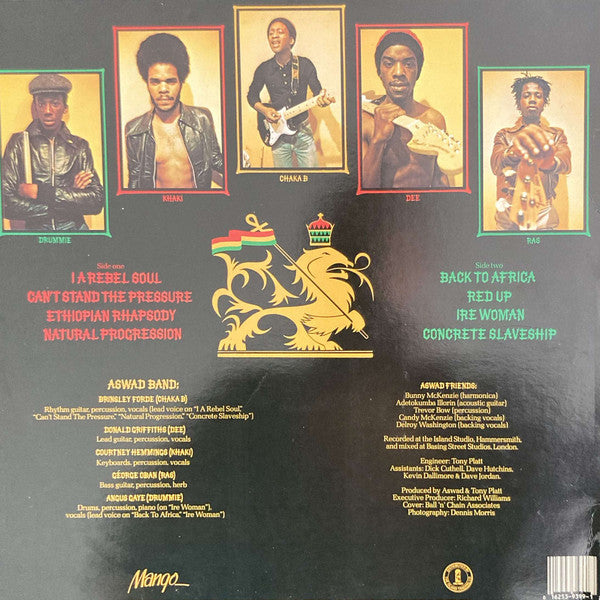 DRUMMIE
KHAKI
CHAKA B
DEE
RAS
Side one
I A REBEL SOUL
CAN'T STAND THE PRESSURE
ETHIOPIAN RHAPSODY
NATURAL PROGRESSION
Side two
BACK TO AFRICA
RED UP
IRE WOMAN
CONCRETE SLAVESHIP
ASWAD BAND:
BRINSLEY FORDE (CHAKA B)
Rhythm guitar, percussion, vocals (lead voice on "I A Rebel Soul,"
"Can't Stand The Pressure," "Natural Progression," "Concrete Slaveship")
DONALD GRIFFITHS (DEE)
Lead guitar, percussion, vocals
COURTNEY HEMMINGS (KHAKI)
Keyboards, percussion, vocals
GEORGE OBAN (RAS)
Bass guitar, percussion, herb
ANGUS GAYE (DRUMMIE)
Drums, percussion, piano (on "Ire Woman"),
vocals (lead voice on "Back To Africa," "Ire Woman")
ASWAD FRIENDS:
Bunny McKenzie (harmonica)
Adetokumba Illorin (acoustic guitar)
Trevor Bow (percussion)
Candy McKenzie (backing vocals)
Delroy Washington (backing vocals)
Recorded at the Island Studio, Hammersmith,
and mixed at Basing Street Studios, London.
Engineer: Tony Platt
Assistants: Dick Cuthell, Dave Hutchins,
Kevin Dallimore & Dave Jordan.
Produced by Aswad & Tony Platt
Executive Producer: Richard Williams
Cover: Ball 'n' Chain Associates
Photography: Dennis Morris
Mango